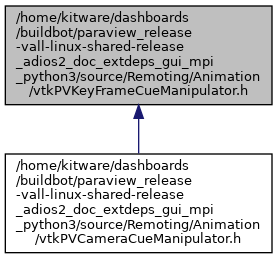 /home/kitware/dashboards
/buildbot/paraview_release
-vall-linux-shared-release
_adios2_doc_extdeps_gui_mpi
_python3/source/Remoting/Animation
/vtkPVKeyFrameCueManipulator.h
/home/kitware/dashboards
/buildbot/paraview_release
-vall-linux-shared-release
_adios2_doc_extdeps_gui_mpi
_python3/source/Remoting/Animation
/vtkPVCameraCueManipulator.h